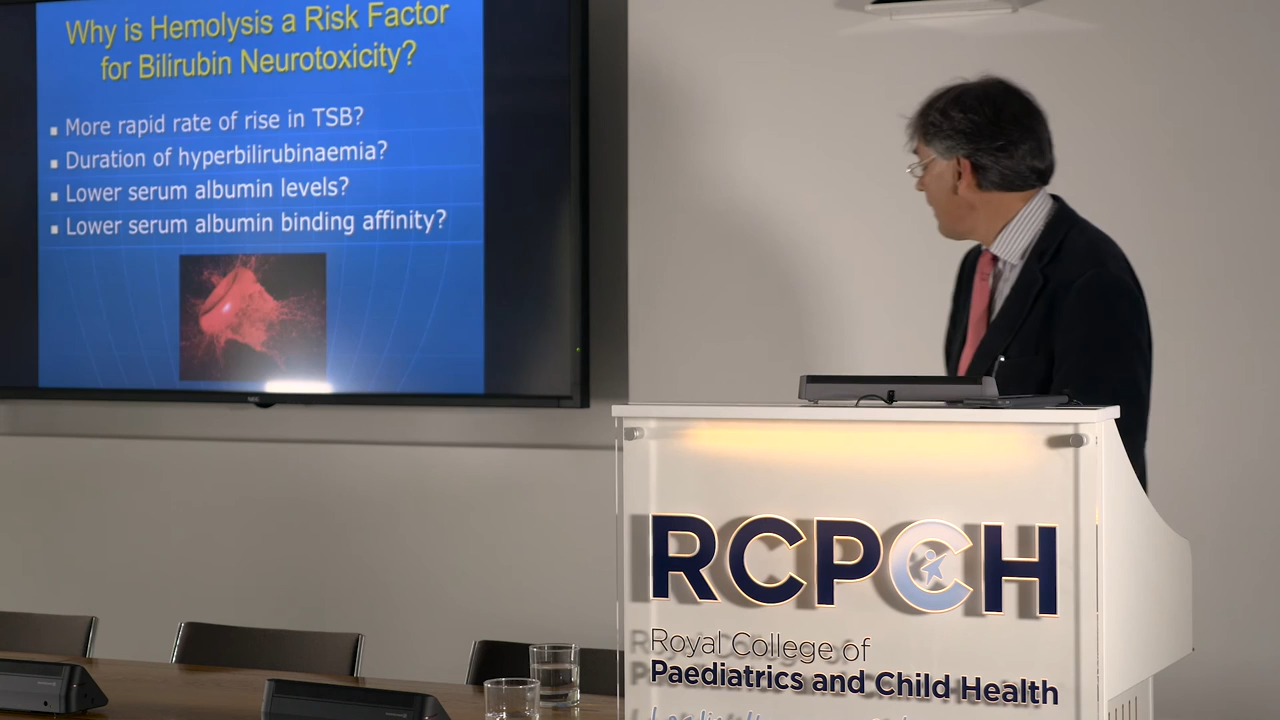 Why is Hemolysis a Risk Factor
for Bilirubin Neurotoxicity?
More rapid rate of rise in TSB?
Duration of hyperbilirubinaemia?
Lower serum albumin levels?
Lower serum albumin binding affinity?
NEC
RCPCH
Royal College of
Paediatrics and Child Health